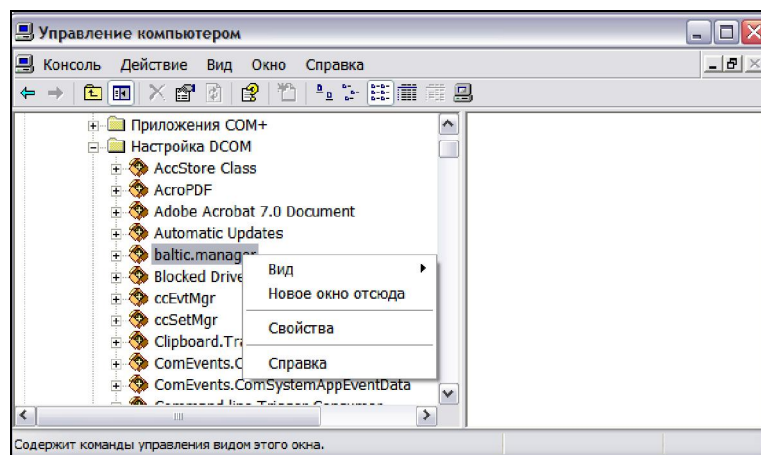 Управление компьютером
Консоль Действие Вид Окно Справка
Приложения COM+
Настройка DCOM
AccStore Class
AcroPDF
Adobe Acrobat 7.0 Document
Automatic Updates
baltic.manager
Blocked Drive
ccEvtMgr
ccSetMgr
Clipboard.Tra
ComEvents.C
ComEvents.ComSystemAppEventData
Вид
Новое окно отсюда
Свойства
Справка
Содержит команды управления видом этого окна.